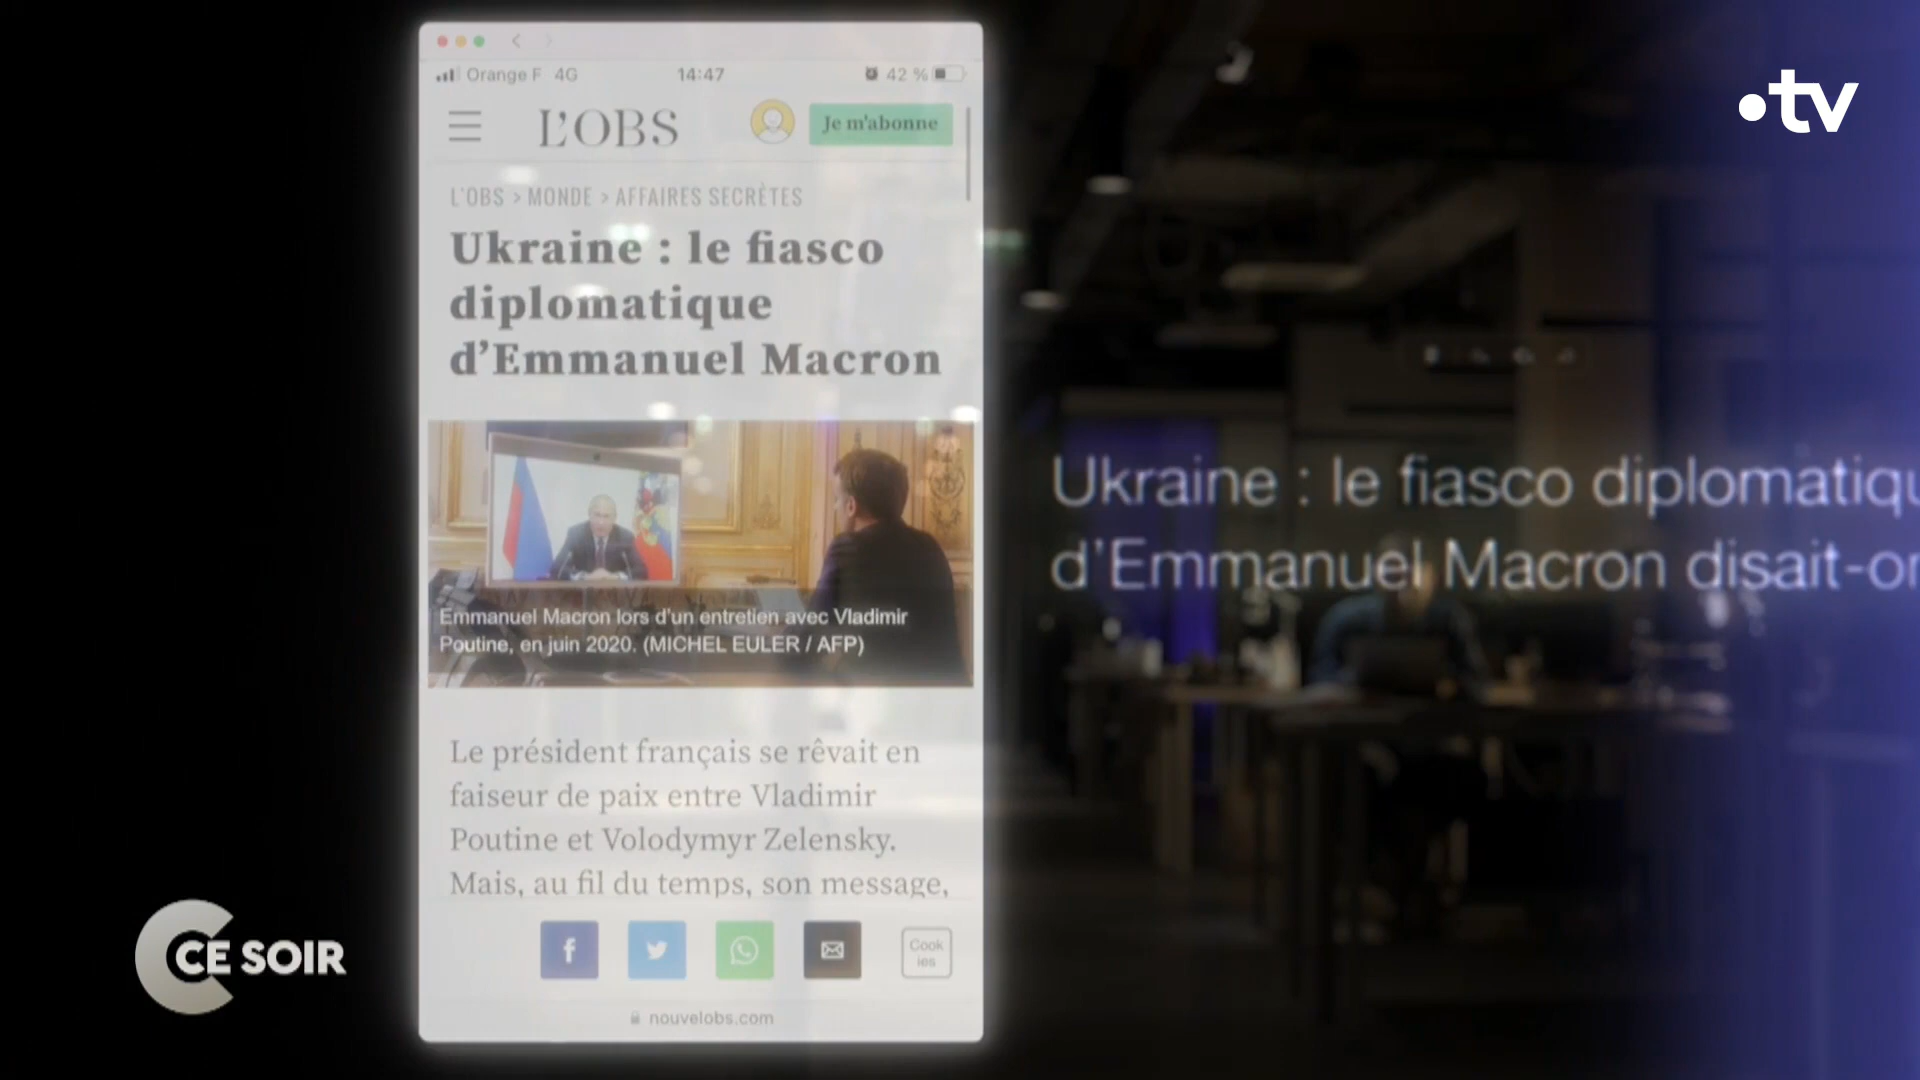 Orange F 4G 14:47 42 %
L'OBS Je m'abonne
L'OBS > MONDE > AFFAIRES SECRÈTES
Ukraine : le fiasco
diplomatique
d'Emmanuel Macron
Emmanuel Macron lors d'un entretien avec Vladimir
Poutine, en juin 2020. (MICHEL EULER / AFP)
Le président français se rêvait en
faiseur de paix entre Vladimir
Poutine et Volodymyr Zelensky.
Mais, au fil du temps, son message,
Cook
ies
nouvelobs.com
Ukraine : le fiasco diplomatiqu
d'Emmanuel Macron disait-on
.tv
CE SOIR